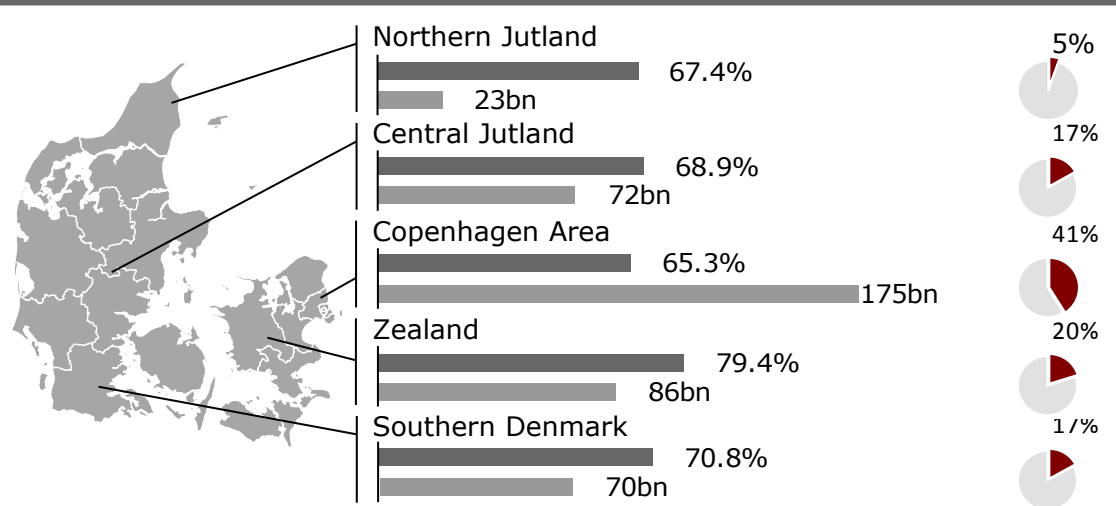 Northern Jutland
5%
67.4%
23bn
Central Jutland
17%
68.9%
72bn
Copenhagen Area
41%
65.3%
175bn
Zealand
20%
79.4%
86bn
Southern Denmark
17%
70.8%
70bn